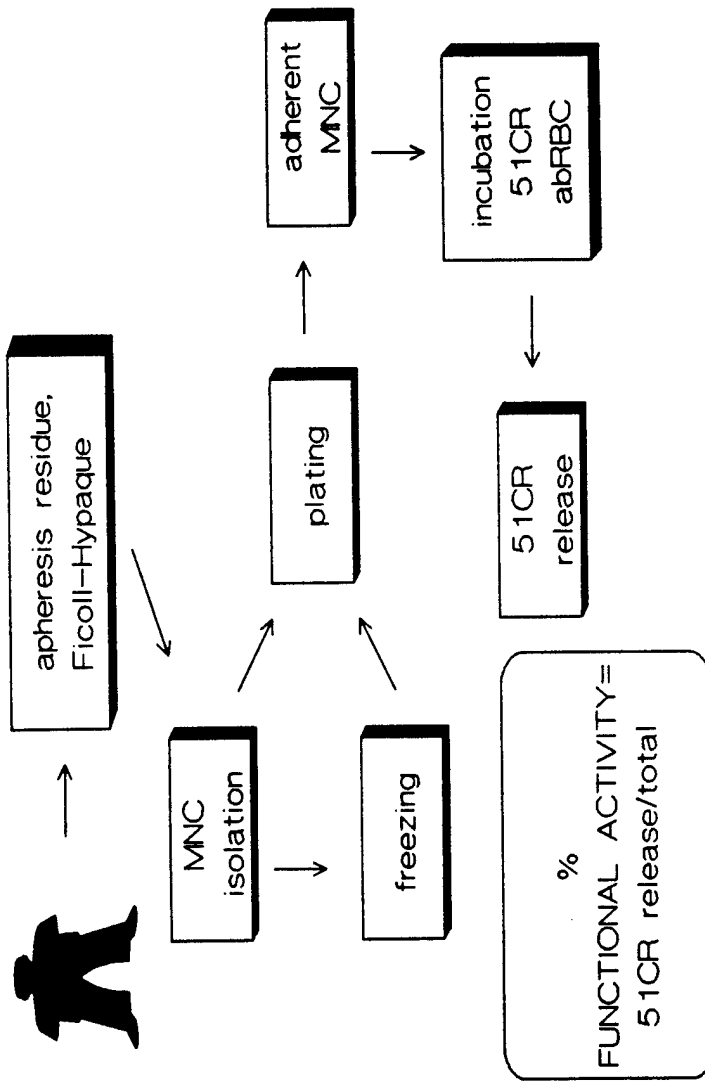 apheresis residue,
Ficoll-Hypaque
MNC
isolation
freezing
plating
adherent
MNC
incubation
51CR
abRBC
51CR
release
%
FUNCTIONAL ACTIVITY=
51CR release/total